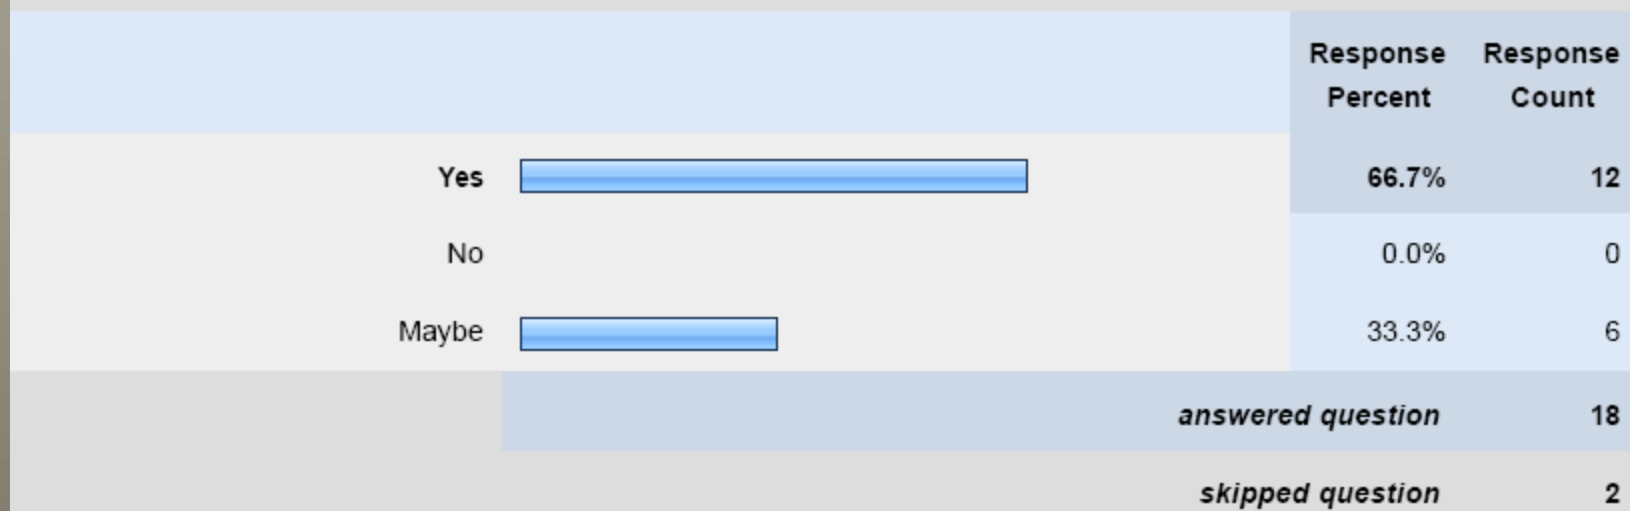 Response Percent Response Count
Yes 66.7% 12
No 0.0% 0
Maybe 33.3% 6
answered question 18
skipped question 2